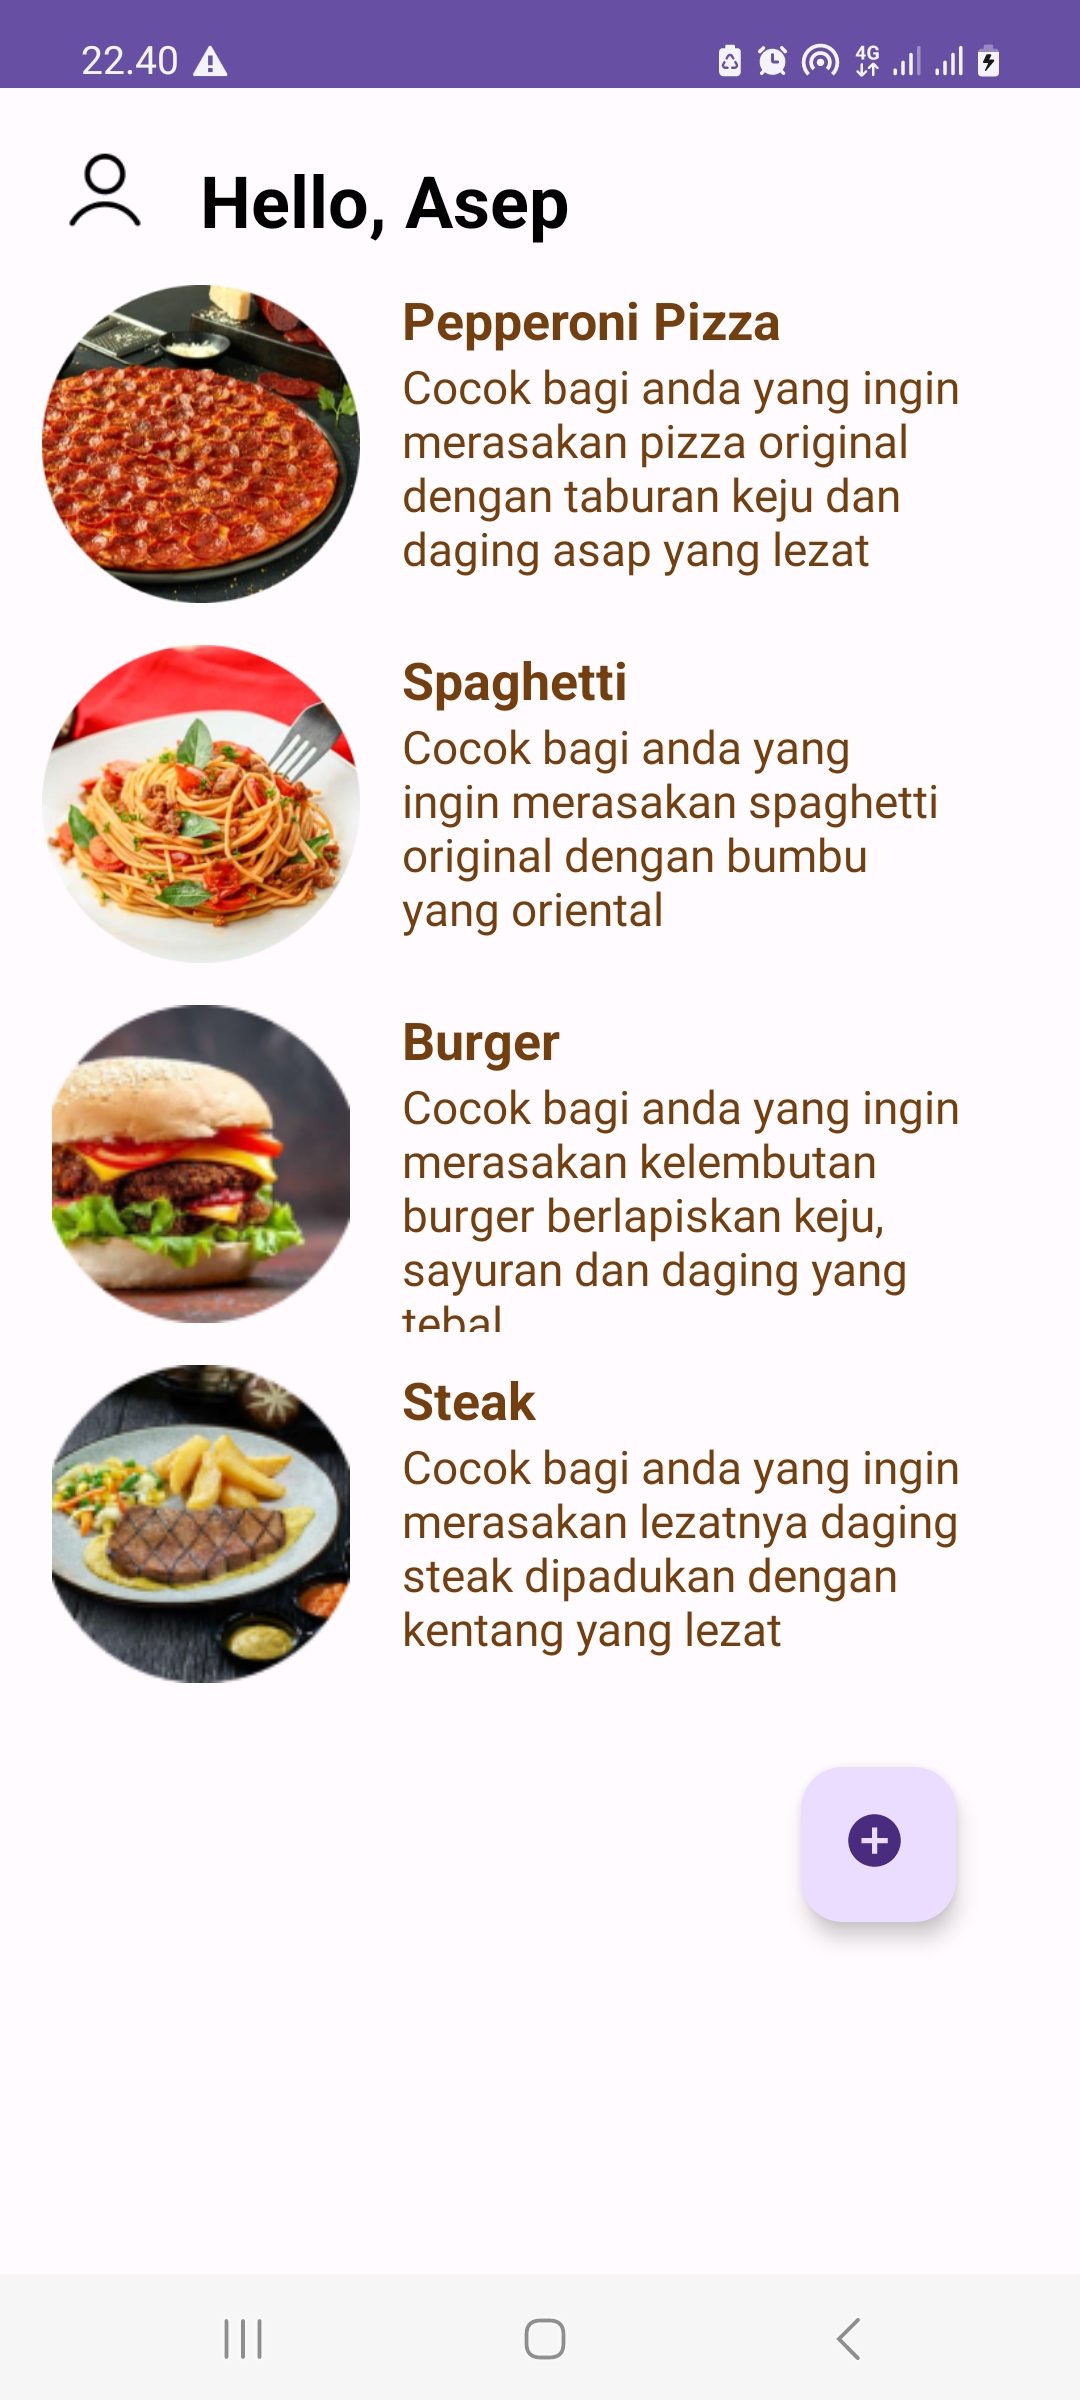 22.40
4G
Hello, Asep
Pepperoni Pizza
Cocok bagi anda yang ingin
merasakan pizza original
dengan taburan keju dan
daging asap yang lezat
Spaghetti
Cocok bagi anda yang
ingin merasakan spaghetti
original dengan bumbu
yang oriental
Burger
Cocok bagi anda yang ingin
merasakan kelembutan
burger berlapiskan keju,
sayuran dan daging yang
tebal
Steak
Cocok bagi anda yang ingin
merasakan lezatnya daging
steak dipadukan dengan
kentang yang lezat